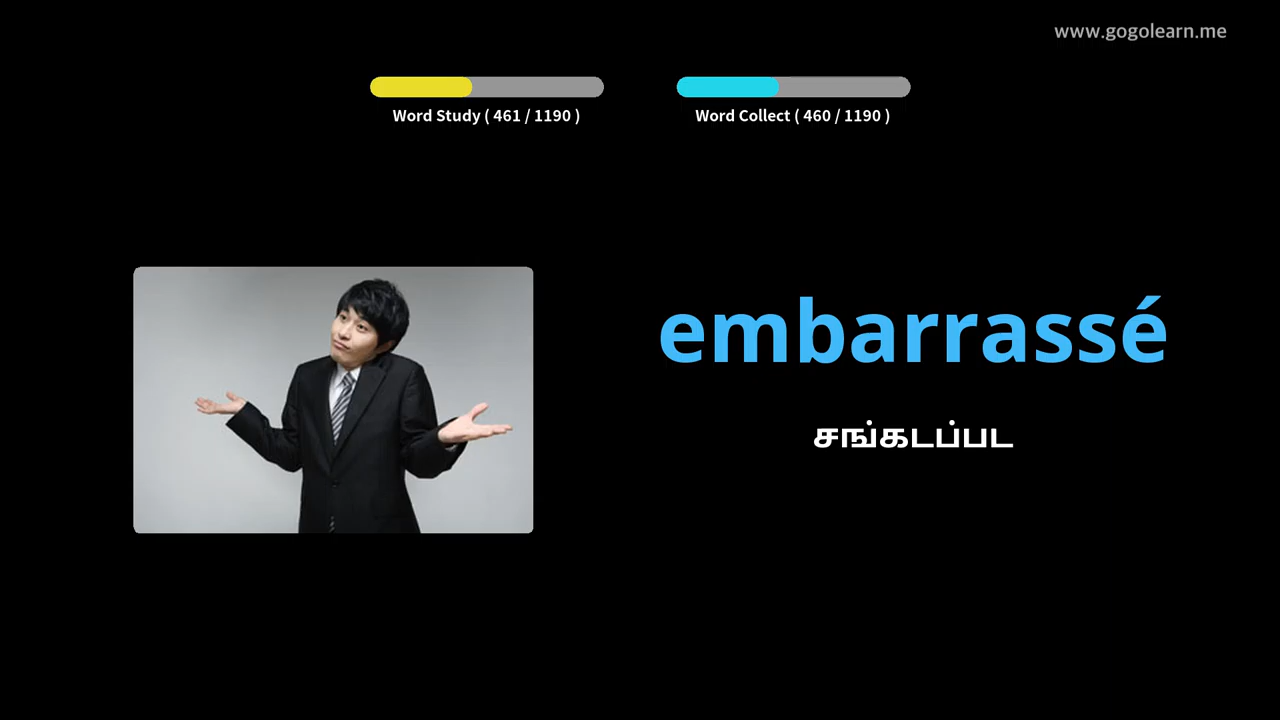 www.gogolearn.me
Word Study ( 461 / 1190 )
Word Collect ( 460 / 1190 )
embarrassé
சங்கடப்பட